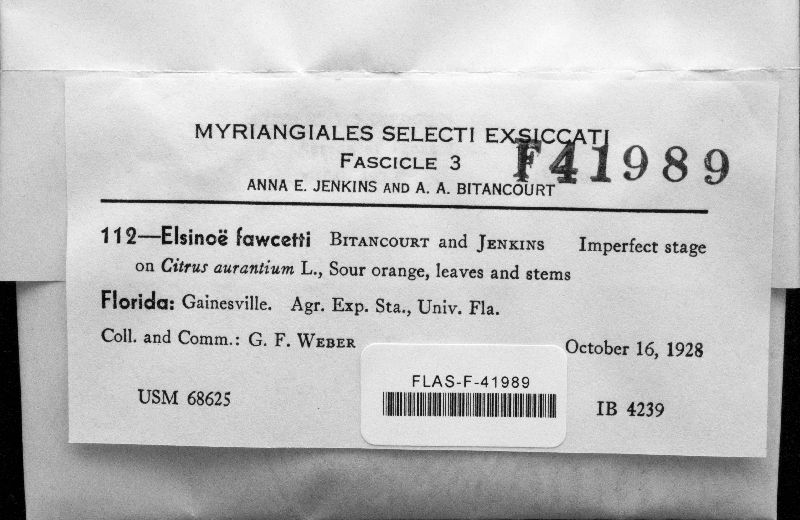 MYRIANGIALES SELECTI EXSICCATI
FASCICLE 3
F41989
ANNA E. JENKINS AND A. A. BITANCOURT
112—Elsinoë fawcetti BITANCOURT and JENKINS Imperfect stage
on Citrus aurantium L., Sour orange, leaves and stems
Florida: Gainesville. Agr. Exp. Sta., Univ. Fla.
Coll. and Comm.: G. F. WEBER October 16, 1928
FLAS-F-41989
USM 68625 IB 4239